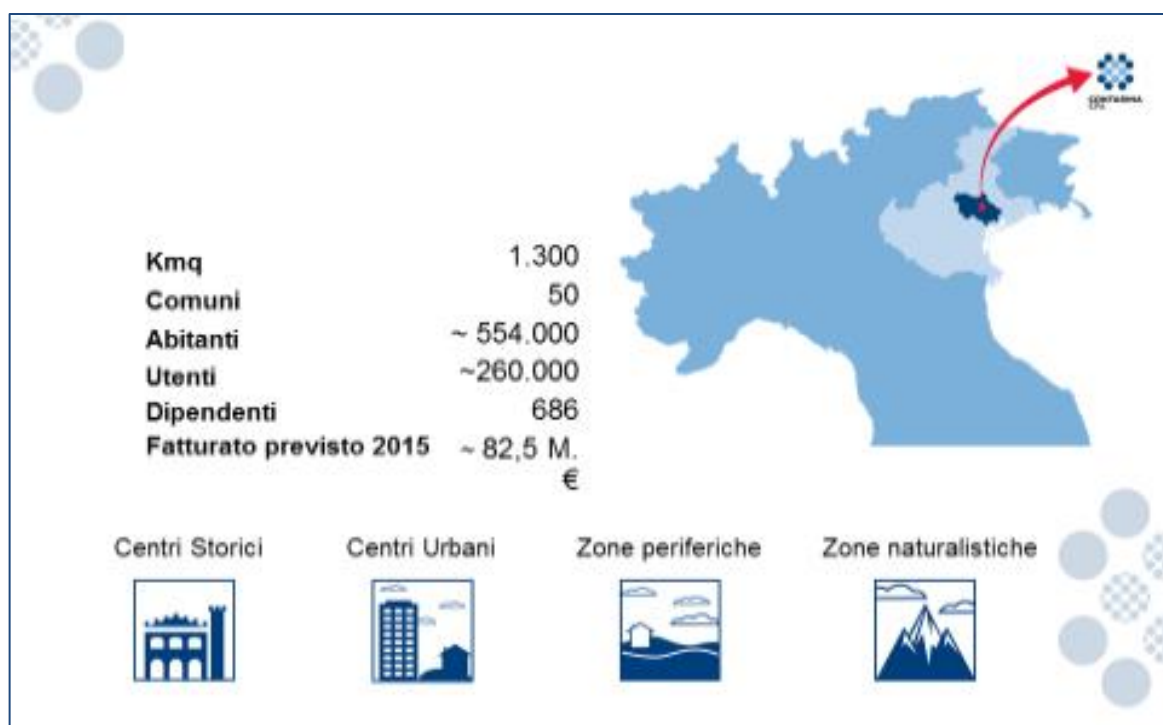 CONTARINA
Kmq 1.300
Comuni 50
Abitanti ~ 554.000
Utenti ~260.000
Dipendenti 686
Fatturato previsto 2015 ~ 82,5 M.
€
Centri Storici Centri Urbani Zone periferiche Zone naturalistiche